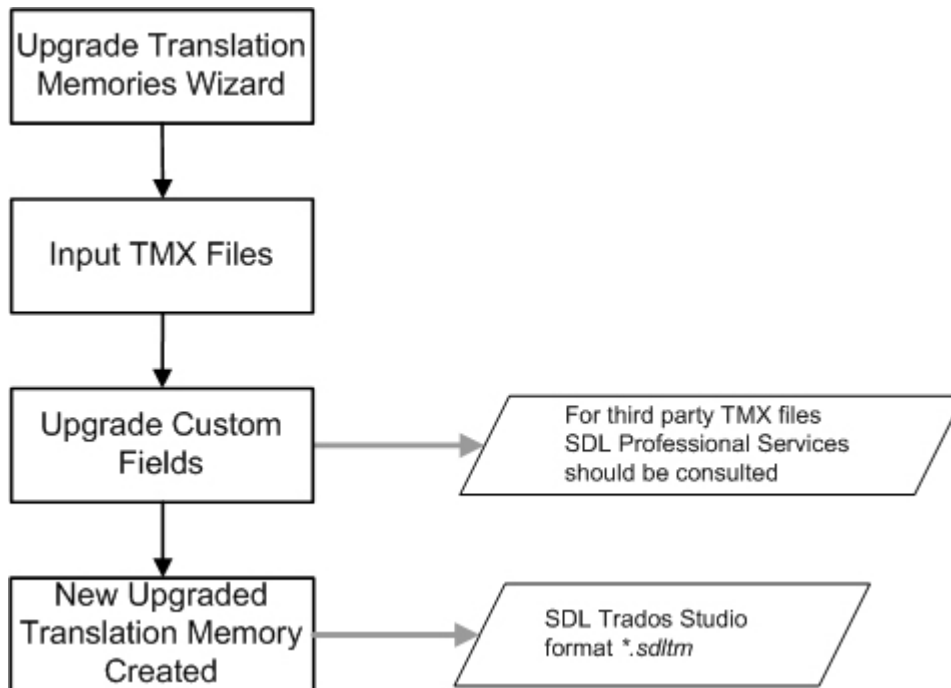 Upgrade Translation
Memories Wizard
Input TMX Files
Upgrade Custom
Fields
For third party TMX files
SDL Professional Services
should be consulted
New Upgraded
Translation Memory
Created
SDL Trados Studio
format *.sdltm